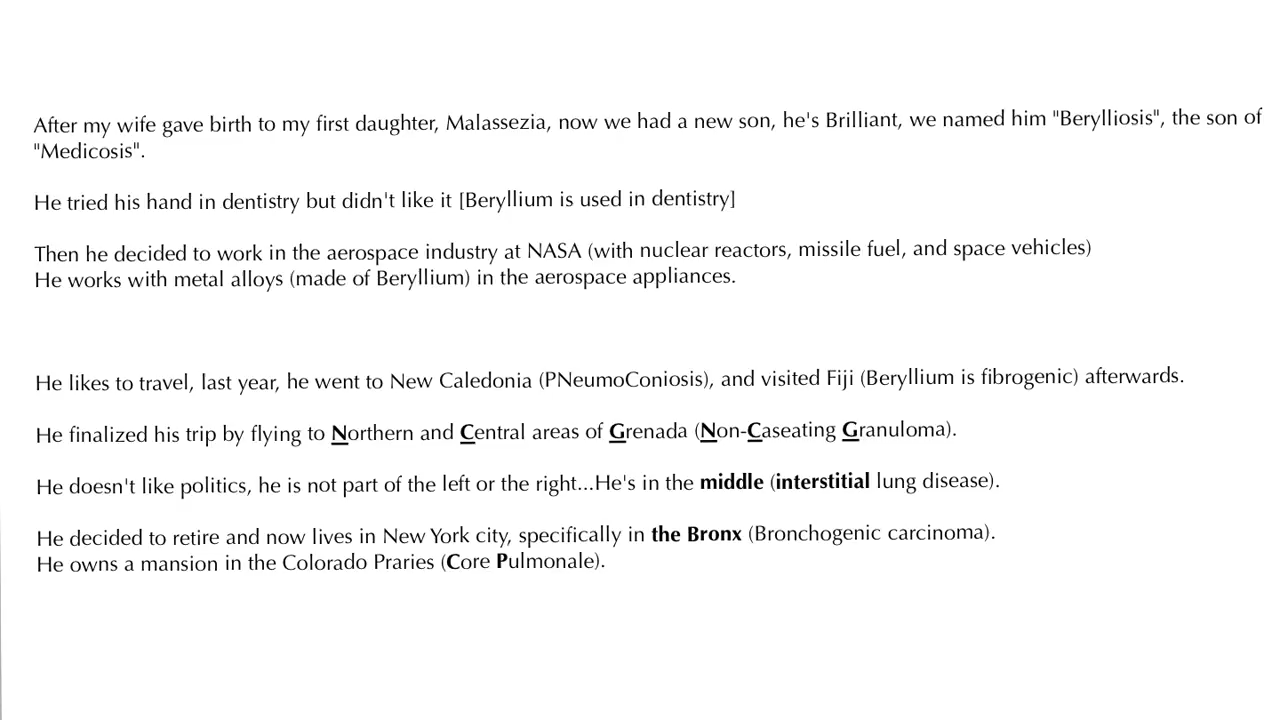 After my wife gave birth to my first daughter, Malassezia, now we had a new son, he's Brilliant, we named him "Berylliosis", the son of
"Medicosis".
He tried his hand in dentistry but didn't like it [Beryllium is used in dentistry]
Then he decided to work in the aerospace industry at NASA (with nuclear reactors, missile fuel, and space vehicles)
He works with metal alloys (made of Beryllium) in the aerospace appliances.
He likes to travel, last year, he went to New Caledonia (PNeumoConiosis), and visited Fiji (Beryllium is fibrogenic) afterwards.
He finalized his trip by flying to Northern and Central areas of Grenada (Non-Caseating Granuloma).
He doesn't like politics, he is not part of the left or the right...He's in the middle (interstitial lung disease).
He decided to retire and now lives in New York city, specifically in the Bronx (Bronchogenic carcinoma).
He owns a mansion in the Colorado Praries (Core Pulmonale).